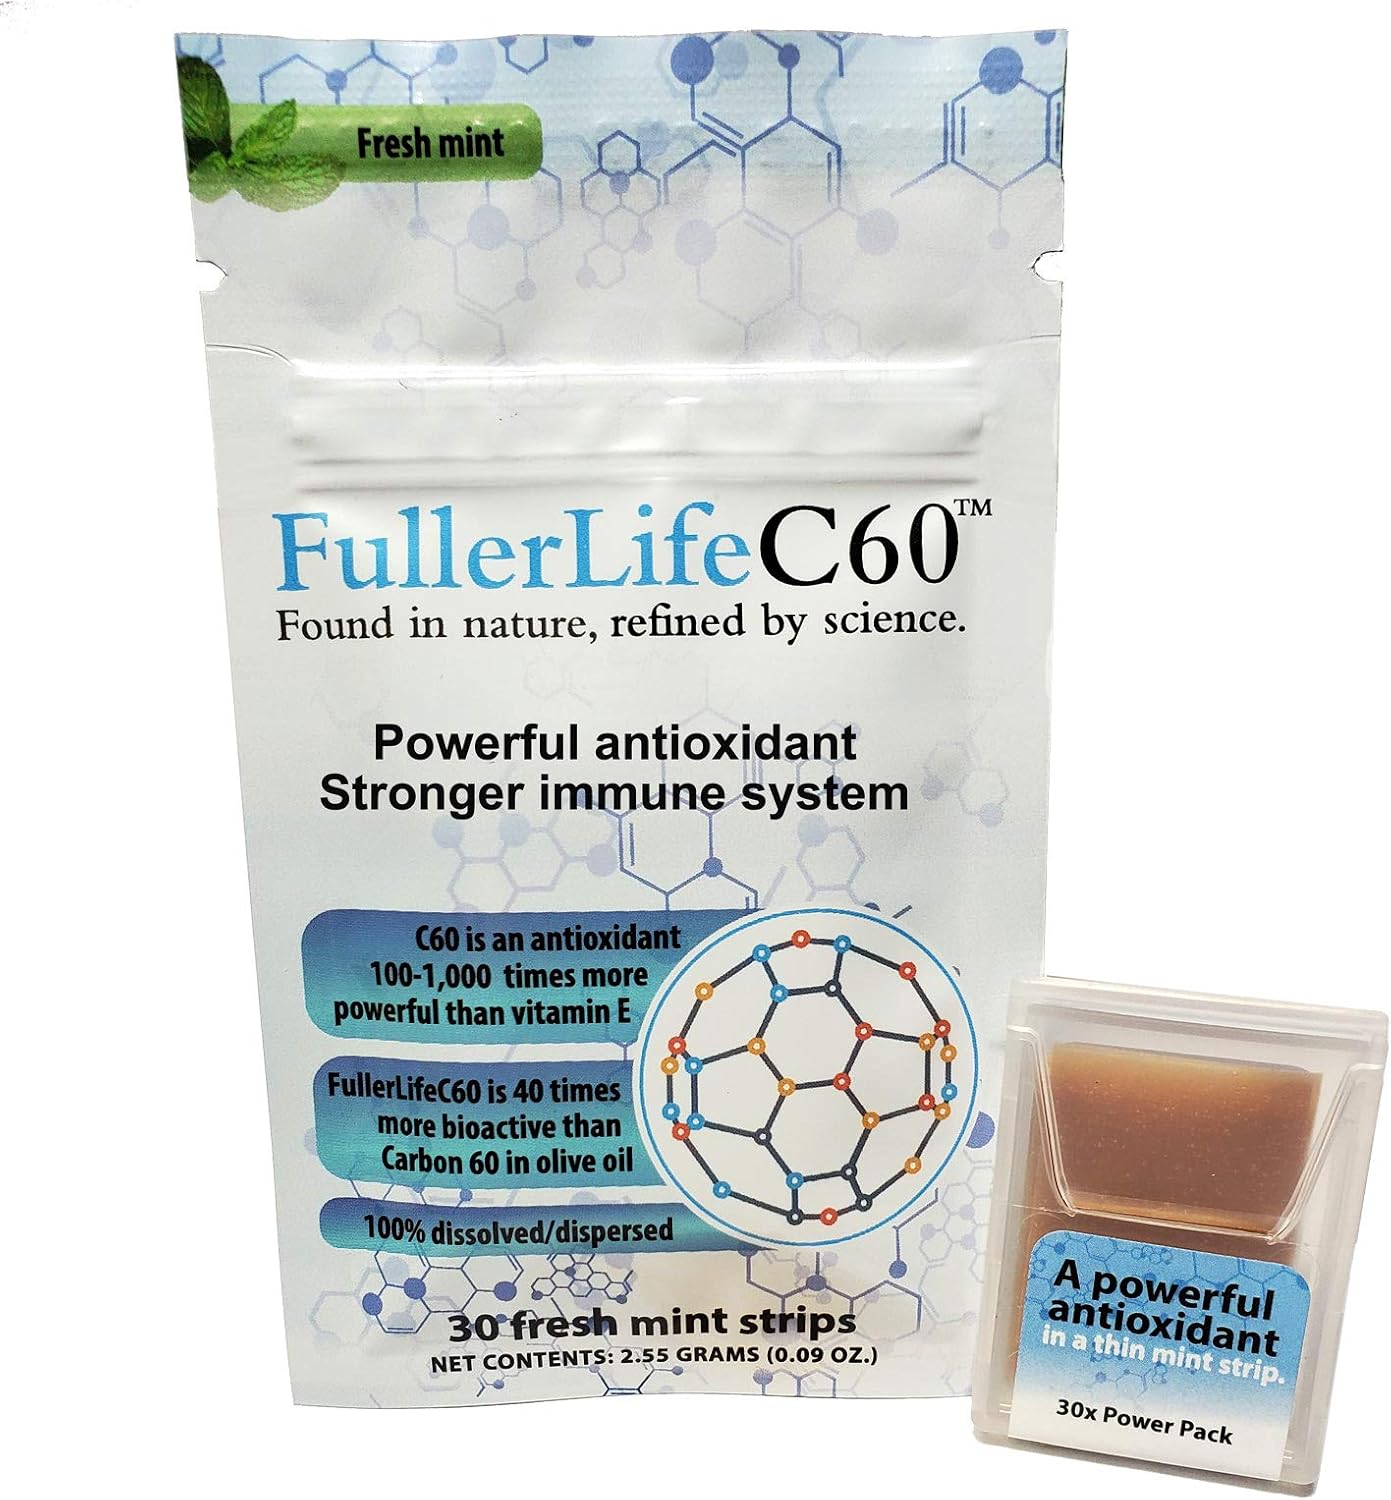 Fresh mint
FullerLifeC60™
Found in nature, refined by science.
Powerful antioxidant
Stronger immune system
C60 is an antioxidant
100-1,000 times more
powerful than vitamin E
FullerLifeC60 is 40 times
more bioactive than
Carbon 60 in olive oil
100% dissolved/dispersed
30 fresh mint strips
NET CONTENTS: 2.55 GRAMS (0.09 OZ.)
A powerful
antioxidant
in a thin mint strip.
30x Power Pack